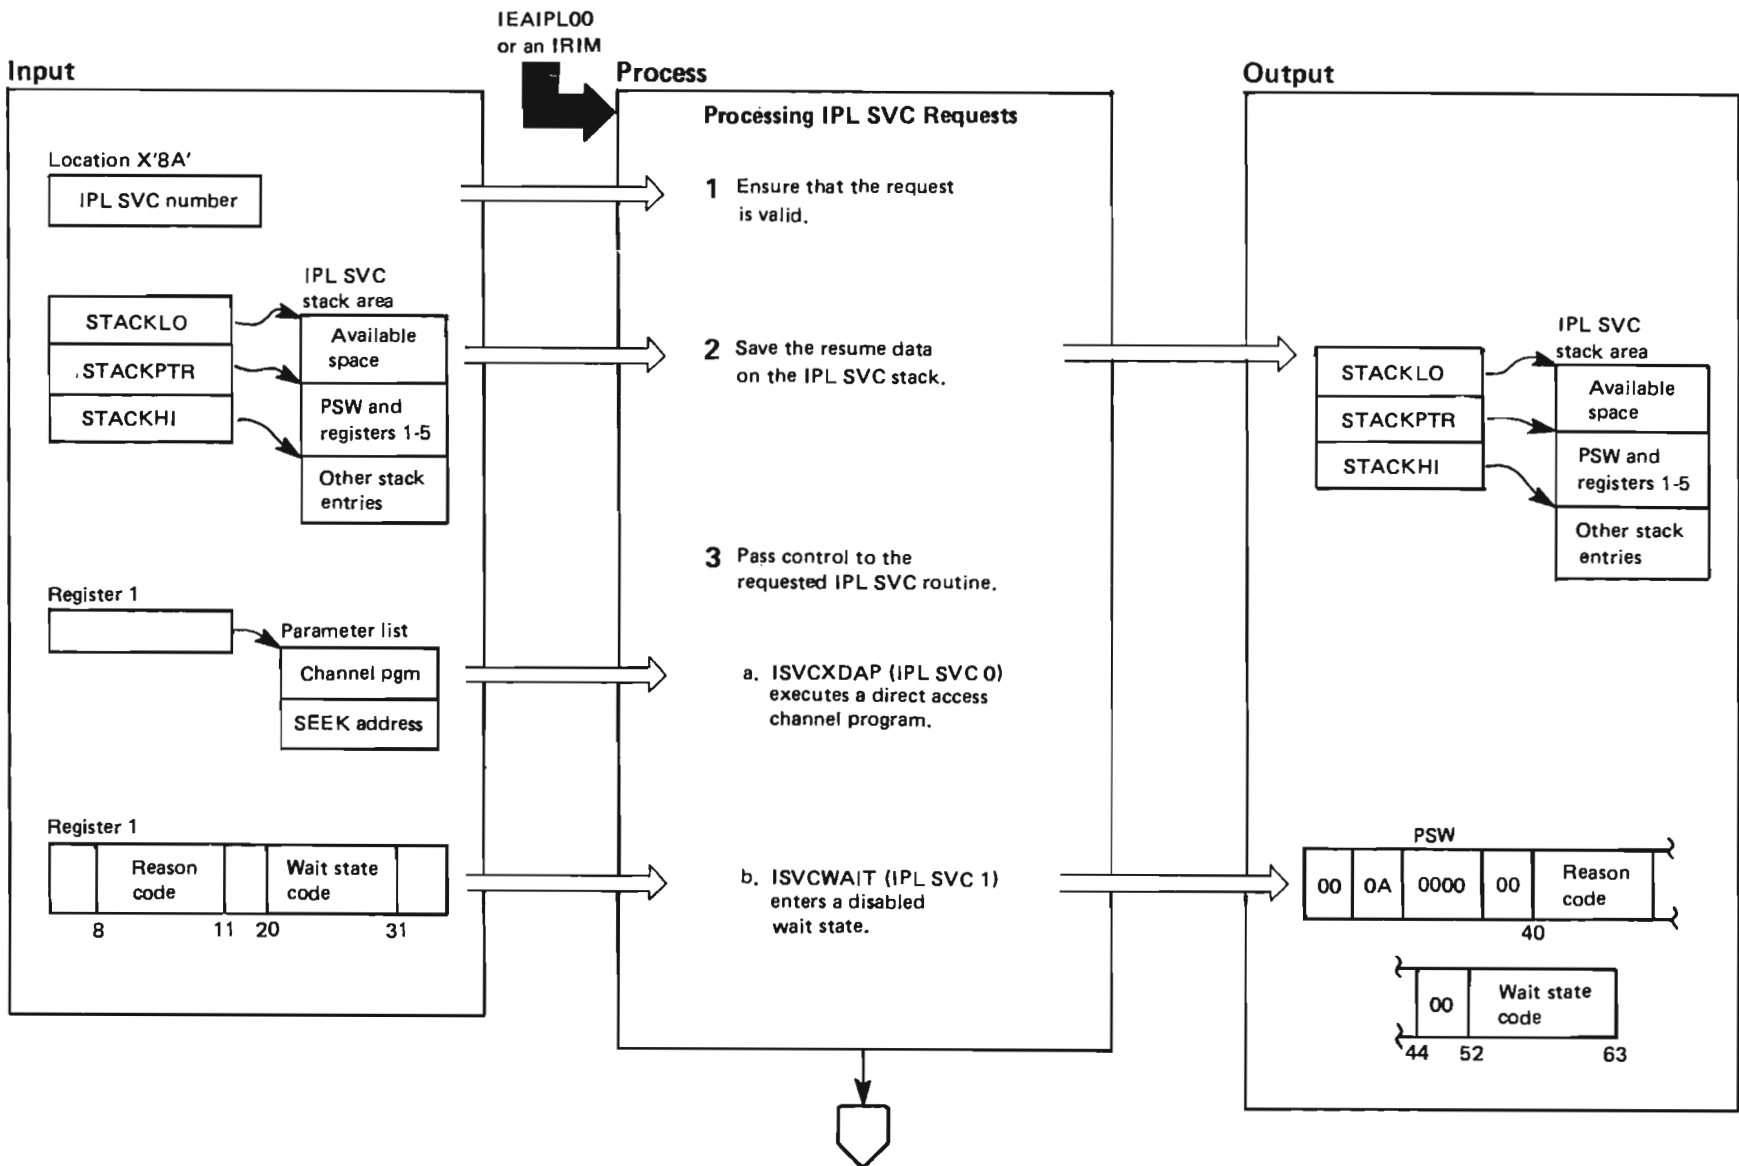 IEAIPL00
or an IRIM
Input
Process
Output
Location X'8A'
IPL SVC number
IPL SVC
stack area
STACKLO
STACKPTR
STACKHI
Available
space
PSW and
registers 1-5
Other stack
entries
Register 1
Parameter list
Channel pgm
SEEK address
Register 1
Reason
code
Wait state
code
8 11 20 31
Processing IPL SVC Requests
1 Ensure that the request
is valid.
2 Save the resume data
on the IPL SVC stack.
3 Pass control to the
requested IPL SVC routine.
a. ISVCXDAP (IPL SVC 0)
executes a direct access
channel program.
b. ISVCWAIT (IPL SVC 1)
enters a disabled
wait state.
IPL SVC
stack area
STACKLO
STACKPTR
STACKHI
Available
space
PSW and
registers 1-5
Other stack
entries
PSW
00 0A 0000 00 Reason
code
40
00 Wait state
code
44 52 63